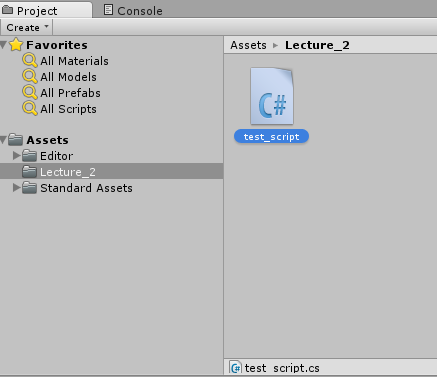 Project
Console
Create
Favorites
All Materials
All Models
All Prefabs
All Scripts
Assets
Editor
Lecture_2
Standard Assets
Assets ▸ Lecture_2
C#
test_script
C# test_script.cs